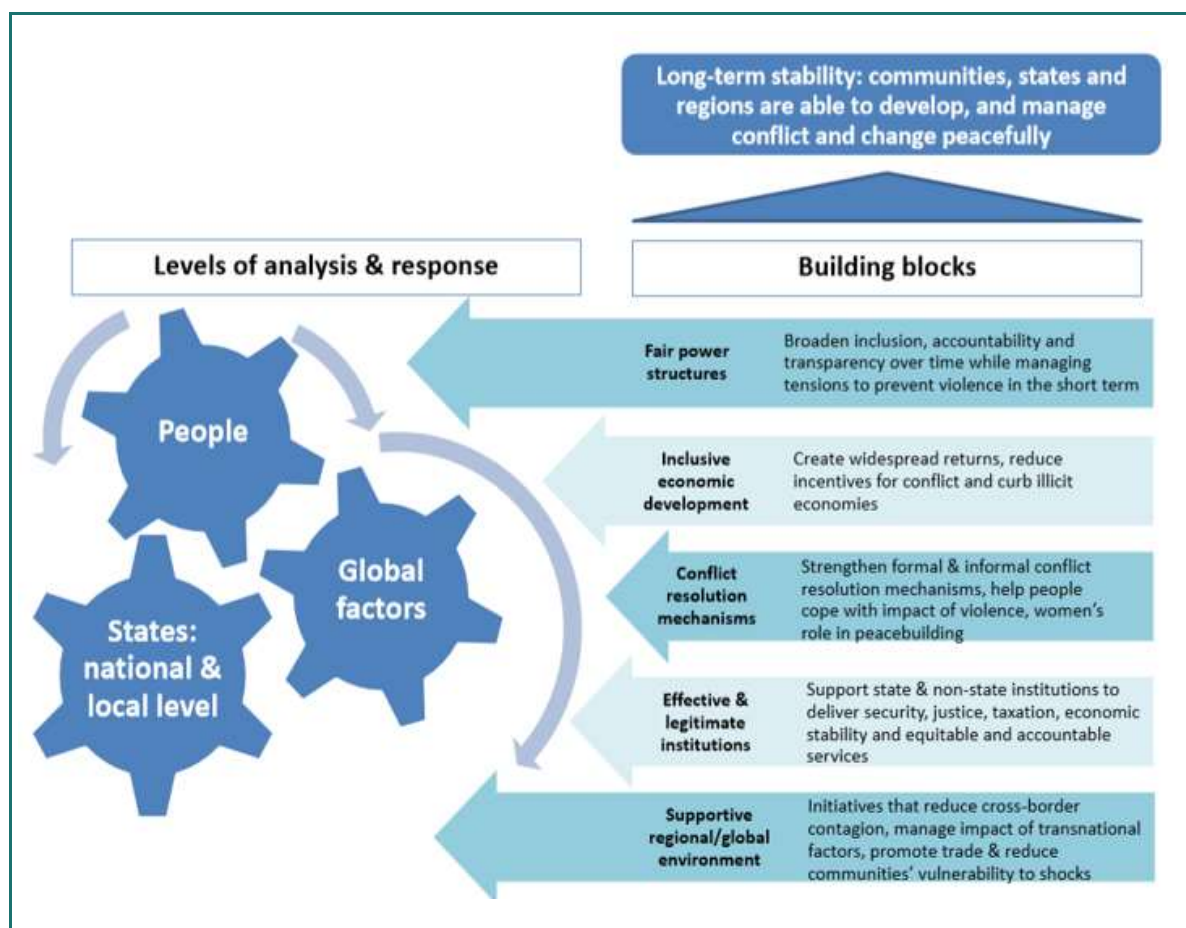 Long-term stability: communities, states and
regions are able to develop, and manage
conflict and change peacefully
Levels of analysis & response
Building blocks
People
Global
factors
States:
national &
local level
Fair power
structures
Broaden inclusion, accountability and
transparency over time while managing
tensions to prevent violence in the short term
Inclusive
economic
development
Create widespread returns, reduce
incentives for conflict and curb illicit
economies
Conflict
resolution
mechanisms
Strengthen formal & informal conflict
resolution mechanisms, help people
cope with impact of violence, women’s
role in peacebuilding
Effective &
legitimate
institutions
Support state & non-state institutions to
deliver security, justice, taxation, economic
stability and equitable and accountable
services
Supportive
regional/global
environment
Initiatives that reduce cross-border
contagion, manage impact of transnational
factors, promote trade & reduce
communities’ vulnerability to shocks